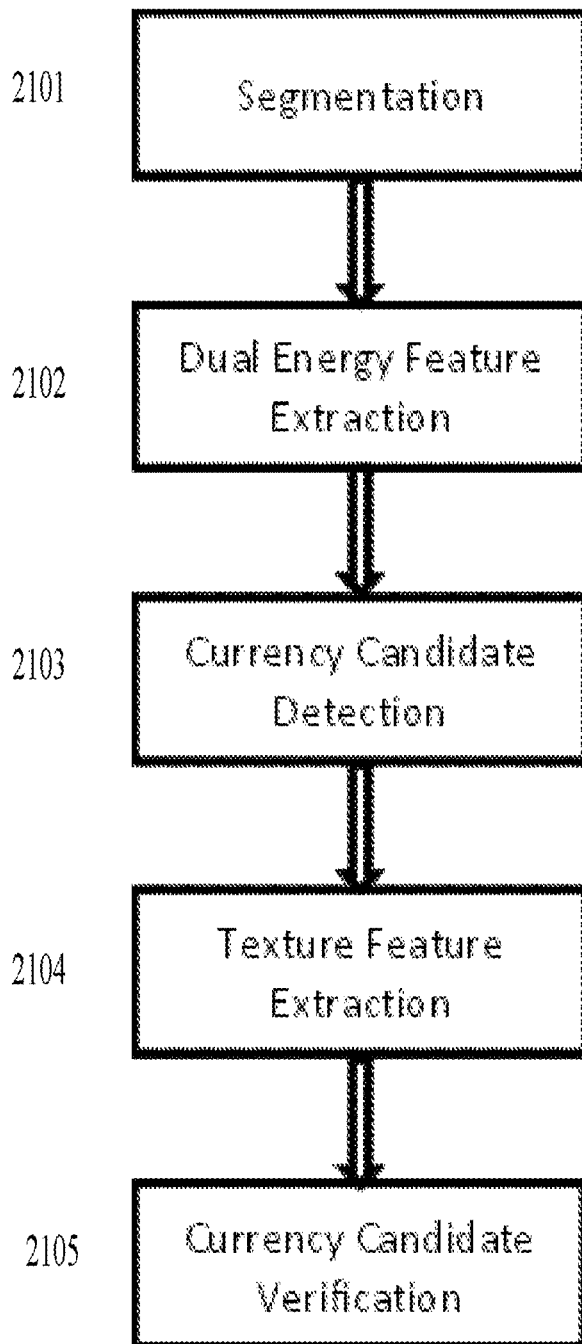 2101
Segmentation
2102
Dual Energy Feature
Extraction
2103
Currency Candidate
Detection
2104
Texture Feature
Extraction
2105
Currency Candidate
Verification